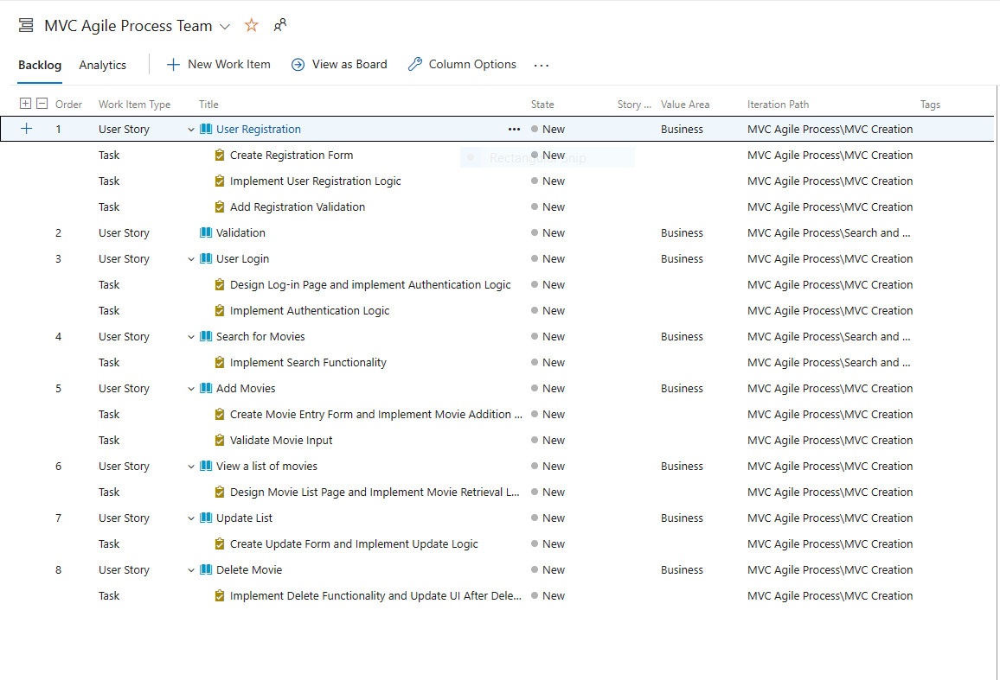 MVC Agile Process Team
Backlog Analytics New Work Item View as Board Column Options ...
Order Work Item Type Title State Story ... Value Area Iteration Path Tags
1 User Story User Registration ... New Business MVC Agile Process\MVC Creation
Task Create Registration Form New MVC Agile Process\MVC Creation
Rectangular Snip
Task Implement User Registration Logic New MVC Agile Process\MVC Creation
Task Add Registration Validation New MVC Agile Process\MVC Creation
2 User Story Validation New Business MVC Agile Process\Search and ...
3 User Story User Login New Business MVC Agile Process\MVC Creation
Task Design Log-in Page and implement Authentication Logic New MVC Agile Process\MVC Creation
Task Implement Authentication Logic New MVC Agile Process\MVC Creation
4 User Story Search for Movies New Business MVC Agile Process\Search and ...
Task Implement Search Functionality New MVC Agile Process\Search and ...
5 User Story Add Movies New Business MVC Agile Process\MVC Creation
Task Create Movie Entry Form and Implement Movie Addition ... New MVC Agile Process\MVC Creation
Task Validate Movie Input New MVC Agile Process\MVC Creation
6 User Story View a list of movies New Business MVC Agile Process\MVC Creation
Task Design Movie List Page and Implement Movie Retrieval L... New MVC Agile Process\MVC Creation
7 User Story Update List New Business MVC Agile Process\MVC Creation
Task Create Update Form and Implement Update Logic New MVC Agile Process\MVC Creation
8 User Story Delete Movie New Business MVC Agile Process\MVC Creation
Task Implement Delete Functionality and Update UI After Dele... New MVC Agile Process\MVC Creation